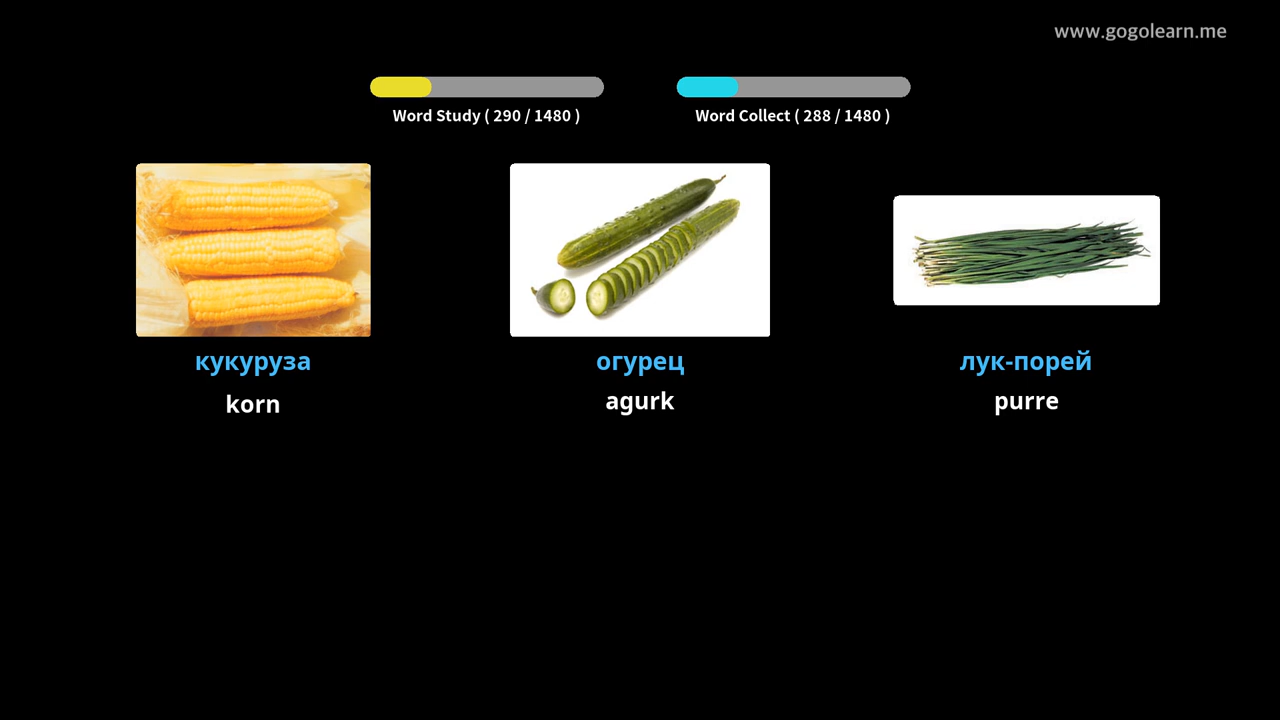 www.gogolearn.me
Word Study ( 290 / 1480 )
Word Collect ( 288 / 1480 )
кукуруза
korn
огурец
agurk
лук-порей
purre